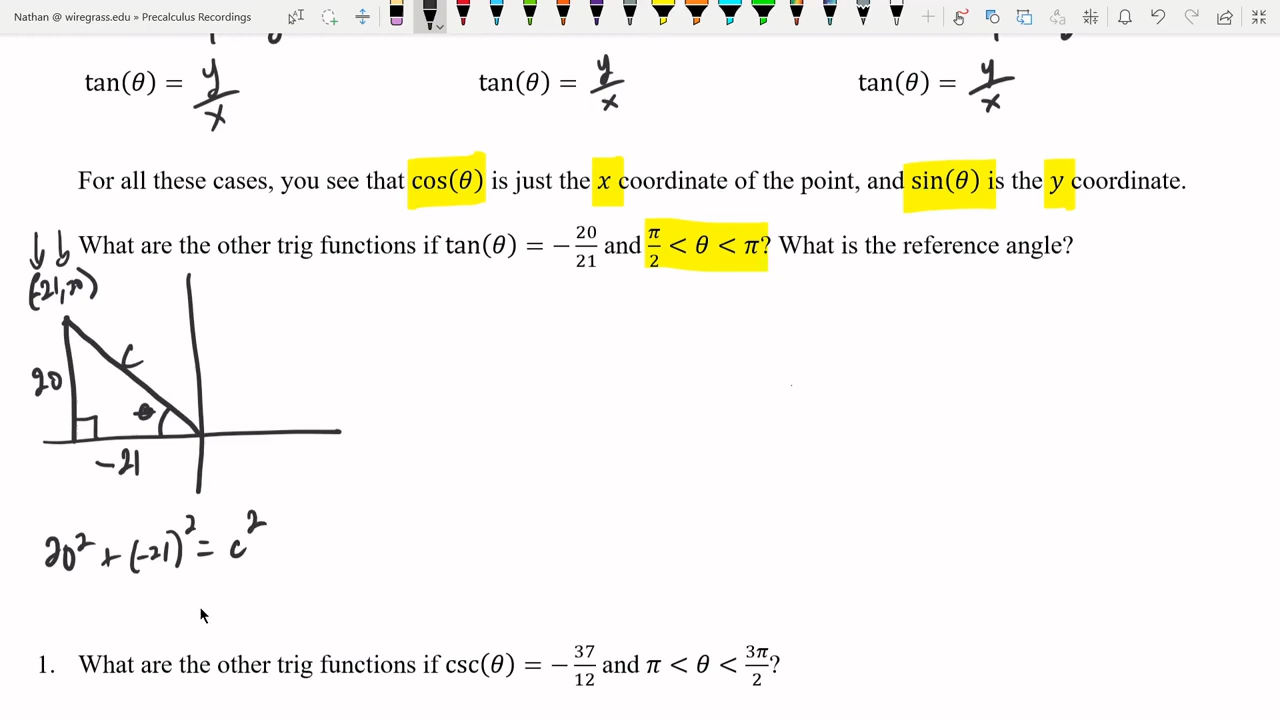 Nathan @ wiregrass.edu » Precalculus Recordings
tan(θ) = y/x
tan(θ) = y/x
tan(θ) = y/x
For all these cases, you see that cos(θ) is just the x coordinate of the point, and sin(θ) is the y coordinate.
What are the other trig functions if tan(θ) = −20/21 and π/2 < θ < π? What is the reference angle?
(-21,20)
c
20
θ
-21
20² + (-21)² = c²
1. What are the other trig functions if csc(θ) = −37/12 and π < θ < 3π/2?